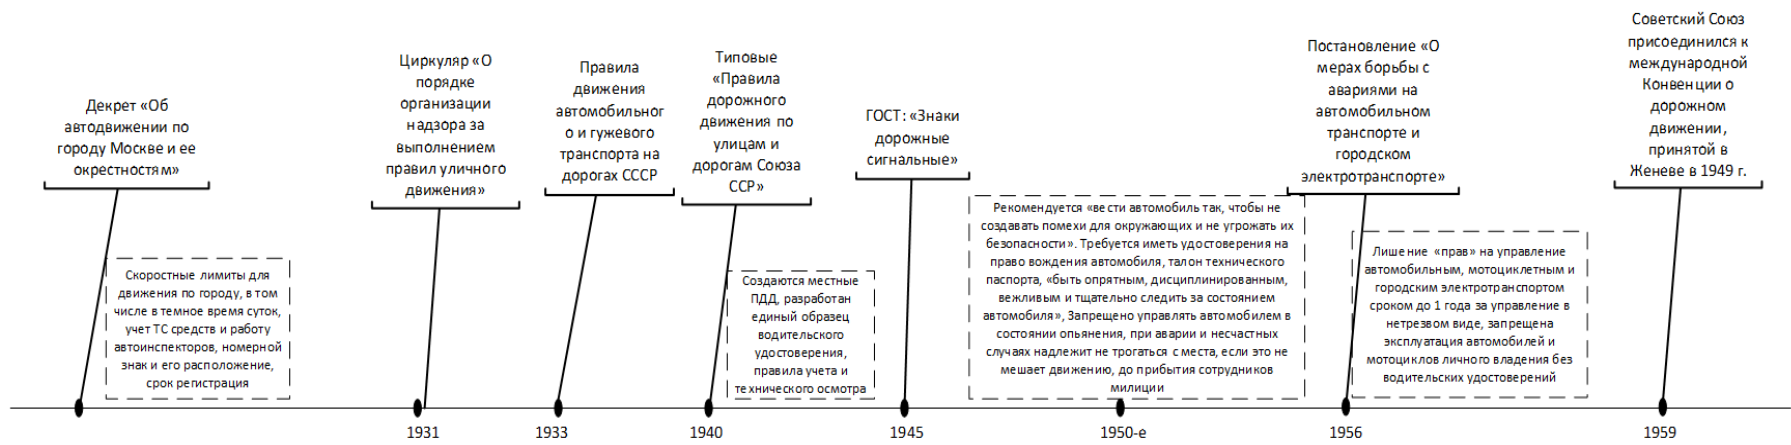 Декрет «Об
автодвижении по
городу Москве и ее
окрестностям»
Скоростные лимиты для
движения по городу, в том
числе в темное время суток,
учет ТС средств и работу
автоинспекторов, номерной
знак и его расположение,
срок регистрации
Циркуляр «О
порядке
организации
надзора за
выполнением
правил уличного
движения»
1931
Правила
движения
автомобильног
о и гужевого
транспорта на
дорогах СССР
1933
Типовые
«Правила
дорожного
движения по
улицам и
дорогам Союза
ССР»
Создаются местные
ПДД, разработан
единый образец
водительского
удостоверения,
правила учета и
технического осмотра
1940
ГОСТ: «Знаки
дорожные
сигнальные»
1945
Рекомендуется «вести автомобиль так, чтобы не
создавать помехи для окружающих и не угрожать их
безопасности». Требуется иметь удостоверения на
право вождения автомобиля, талон технического
паспорта, «быть опрятным, дисциплинированным,
вежливым и тщательно следить за состоянием
автомобиля», Запрещено управлять автомобилем в
состоянии опьянения, при аварии и несчастных
случаях надлежит не трогаться с места, если это не
мешает движению, до прибытия сотрудников
милиции
1950-е
Постановление «О
мерах борьбы с
авариями на
автомобильном
транспорте и
городском
электротранспорте»
Лишение «прав» на управление
автомобильным, мотоциклетным и
городским электротранспортом
сроком до 1 года за управление в
нетрезвом виде, запрещена
эксплуатация автомобилей и
мотоциклов личного владения без
водительских удостоверений
1956
Советский Союз
присоединился к
международной
Конвенции о
дорожном
движении,
принятой в
Женеве в 1949 г.
1959